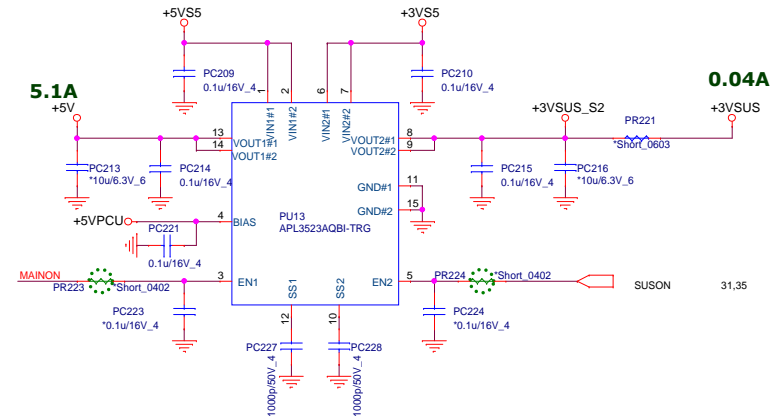 +5VS5
+3VS5
PC209
0.1u/16V_4
PC210
0.1u/16V_4
5.1A
0.04A
+5V
+3VSUS_S2
+3VSUS
PR221
*Short_0603
1
2
6
7
VIN1#1
VIN1#2
VIN2#1
VIN2#2
13
14
VOUT1#1
VOUT1#2
VOUT2#1
VOUT2#2
8
9
PC213
*10u/6.3V_6
PC214
0.1u/16V_4
PC215
0.1u/16V_4
PC216
*10u/6.3V_6
GND#1
11
GND#2
15
+5VPCU
4
BIAS
PU13
APL3523AQBI-TRG
PC221
0.1u/16V_4
MAINON
PR223
*Short_0402
3
EN1
SS1
SS2
EN2
5
PR224
*Short_0402
SUSON
31,35
PC223
*0.1u/16V_4
12
10
PC224
*0.1u/16V_4
PC227
1000p/50V_4
PC228
1000p/50V_4